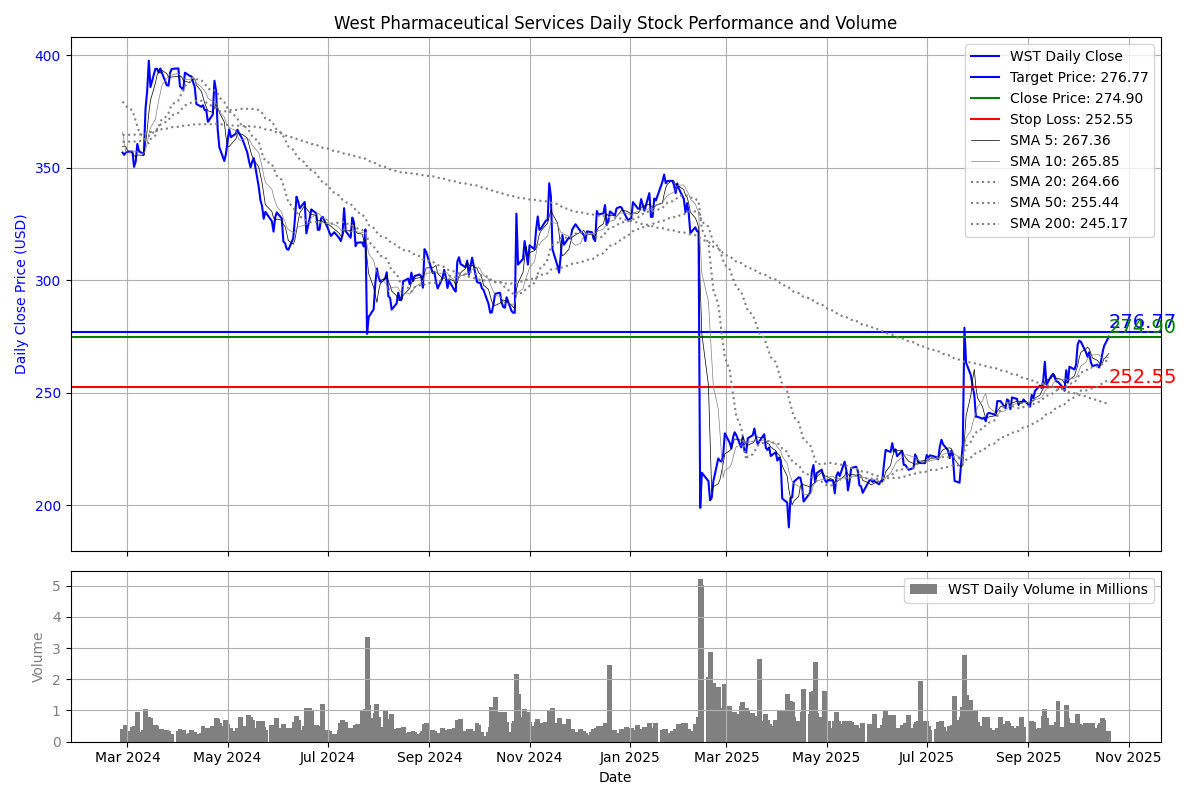 West Pharmaceutical Services Daily Stock Performance and Volume
Daily Close Price (USD)
400
350
300
250
200
WST Daily Close
Target Price: 276.77
Close Price: 274.90
Stop Loss: 252.55
SMA 5: 267.36
SMA 10: 265.85
SMA 20: 264.66
SMA 50: 255.44
SMA 200: 245.17
276.77
274.90
252.55
Volume
5
4
3
2
1
0
WST Daily Volume in Millions
Mar 2024 May 2024 Jul 2024 Sep 2024 Nov 2024 Jan 2025 Mar 2025 May 2025 Jul 2025 Sep 2025 Nov 2025
Date